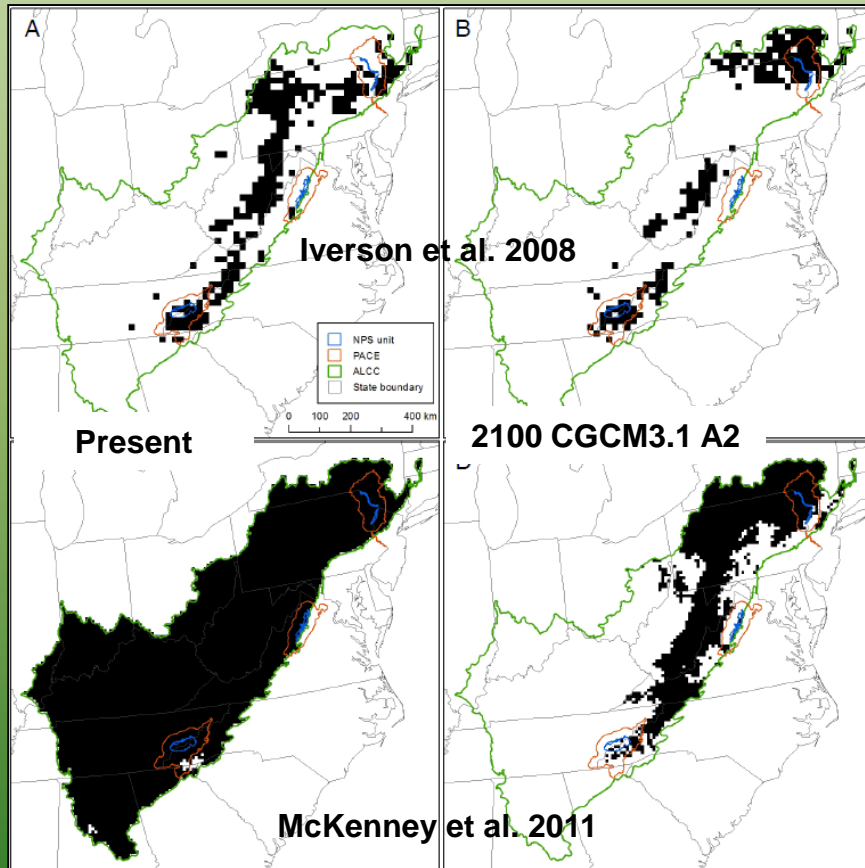 A
B
Iverson et al. 2008
NPS unit
PACE
ALCC
State boundary
0 100 200 400 km
Present
2100 CGCM3.1 A2
McKenney et al. 2011